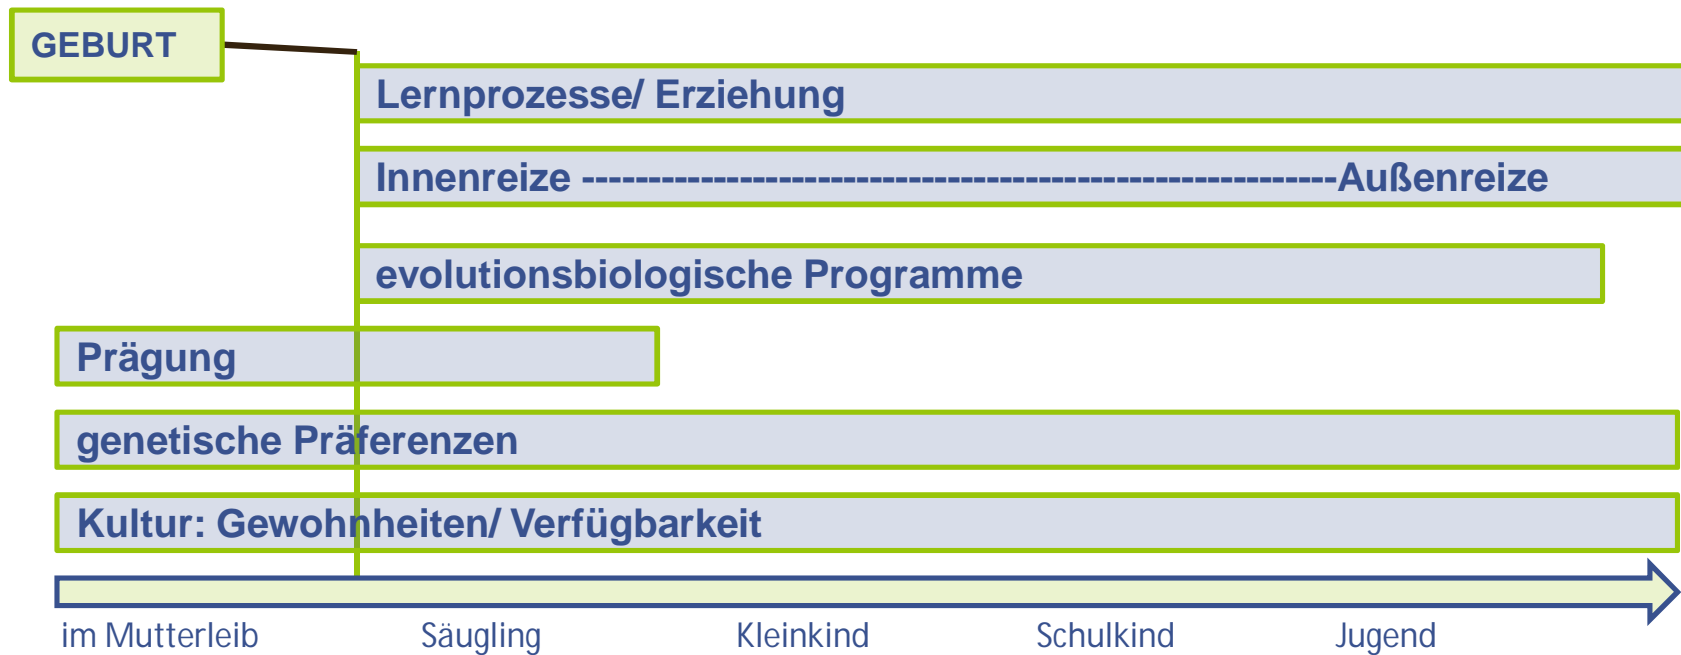 GEBURT
Lernprozesse/ Erziehung
Innenreize ---------------------------------------------------------Außenreize
evolutionsbiologische Programme
Prägung
genetische Präferenzen
Kultur: Gewohnheiten/ Verfügbarkeit
im Mutterleib Säugling Kleinkind Schulkind Jugend